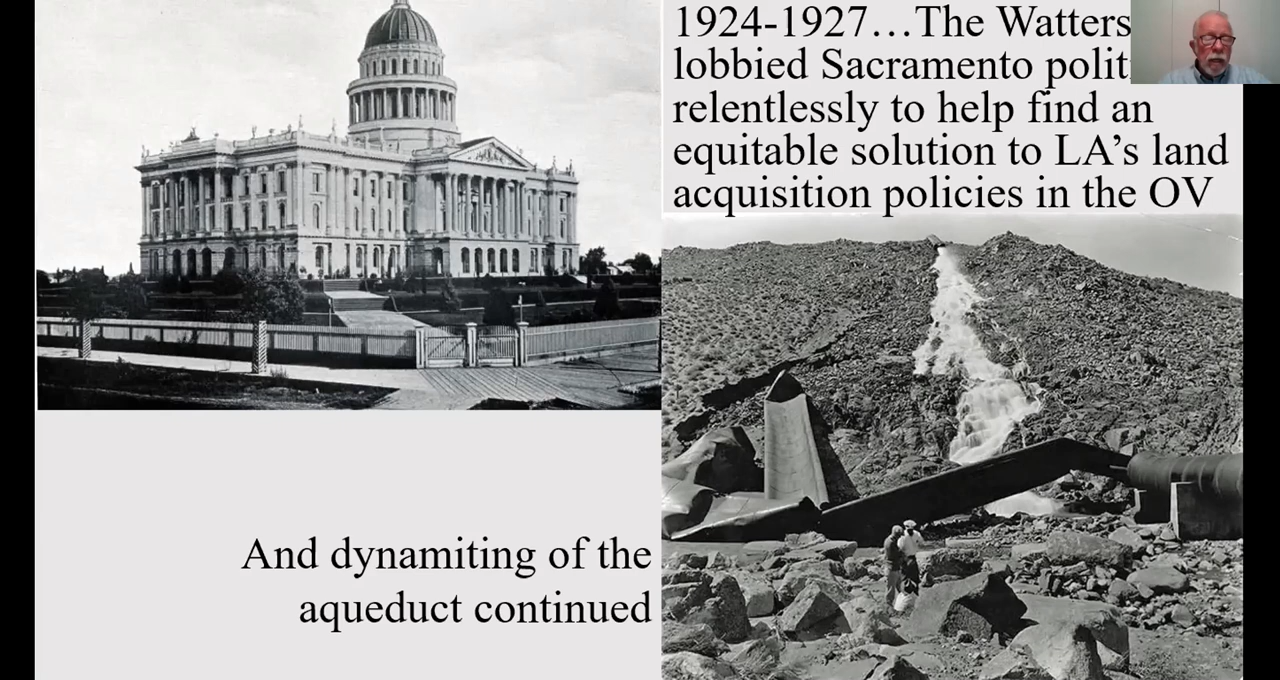 1924-1927…The Watters
lobbied Sacramento
relentlessly to help find an
equitable solution to LA’s land
acquisition policies in the OV
And dynamiting of the
aqueduct continued